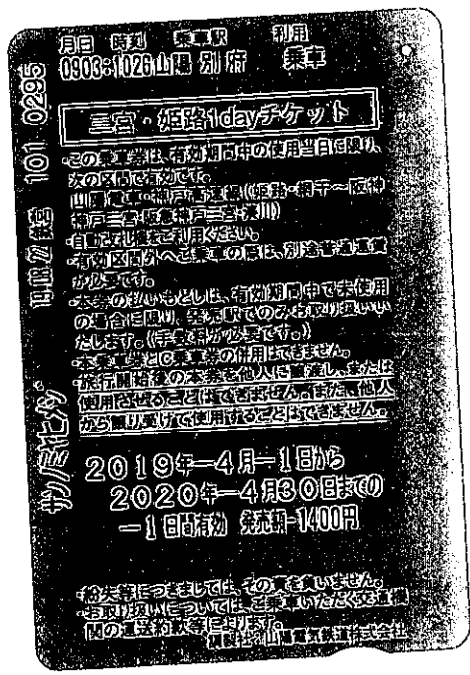 月日 時刻 乗車駅 利用
0903-1026山陽 別 府 乗車
三宮・姫路1dayチケット
・この乗車券は、有効期間中の使用当日に限り、
次の区間で有効です。
山陽電車・神戸高速線((姫路・網干～阪神
神戸三宮・阪急神戸三宮・湊川)
・自動改札機をご利用ください。
・有効区間外へご乗車の際は、別途普通運賃
が必要です。
・本券の払いもどしは、有効期間中で未使用
の場合に限り、発売駅でのみお取り扱いい
たします。(手数料が必要です。)
・本乗車券とIC乗車券の併用はできません。
・旅行開始後の本券を他人に譲渡し、または
使用させることはできません。また、他人
から譲り受けて使用することはできません。
2019年-4月-1日から
2020年-4月30日までの
-1日間有効 発売額-1400円
・紛失等につきましては、その責を負いません。
・お取り扱いについては、ご乗車いただく交通機
関の運送約款等によります。
調製社:山陽電気鉄道株式会社
101 0295
サンノミヤヒメジ